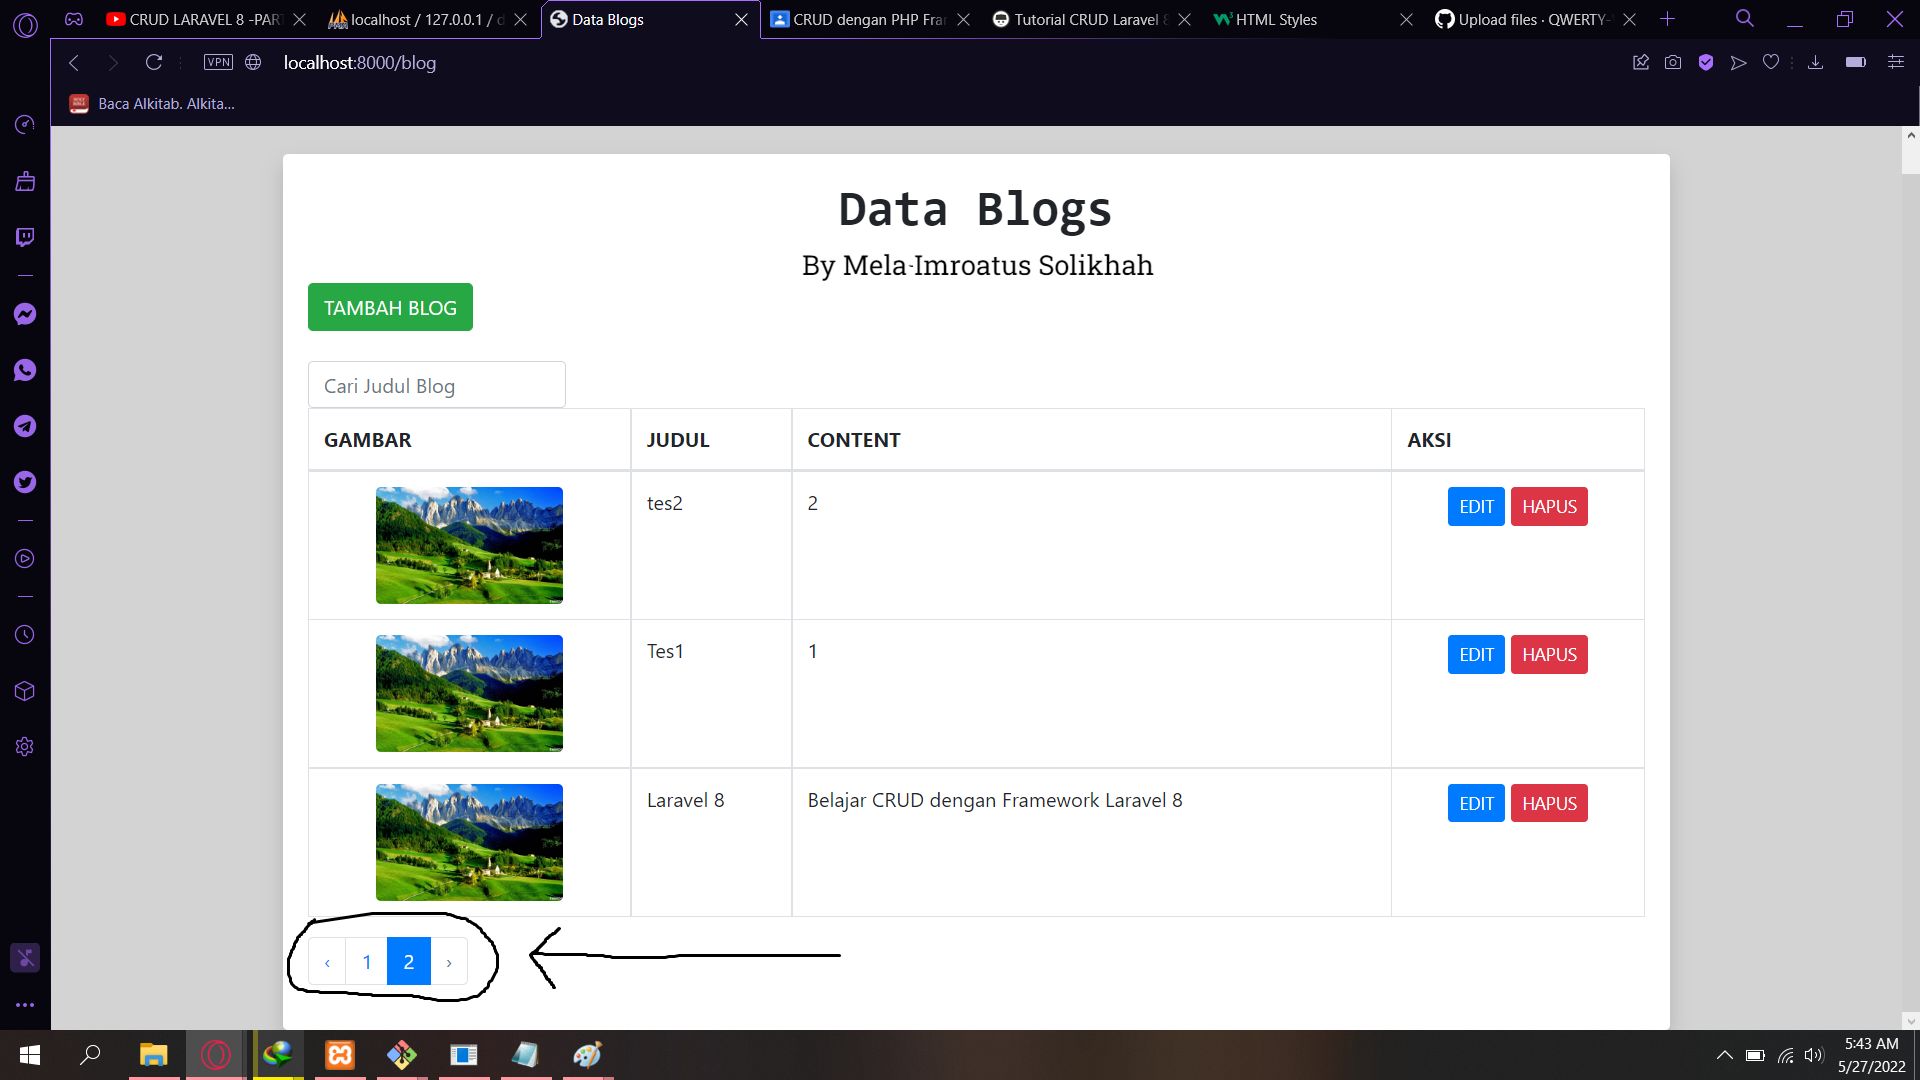 CRUD LARAVEL 8 -PAR
localhost / 127.0.0.1 / d
Data Blogs
CRUD dengan PHP Fra
Tutorial CRUD Laravel 8
HTML Styles
Upload files · QWERTY-
VPN
localhost:8000/blog
Baca Alkitab. Alkita...
Data Blogs
By Mela-Imroatus Solikhah
TAMBAH BLOG
Cari Judul Blog
GAMBAR JUDUL CONTENT AKSI
tes2 2 EDIT HAPUS
Tes1 1 EDIT HAPUS
Laravel 8 Belajar CRUD dengan Framework Laravel 8 EDIT HAPUS
‹ 1 2 ›
5:43 AM
5/27/2022